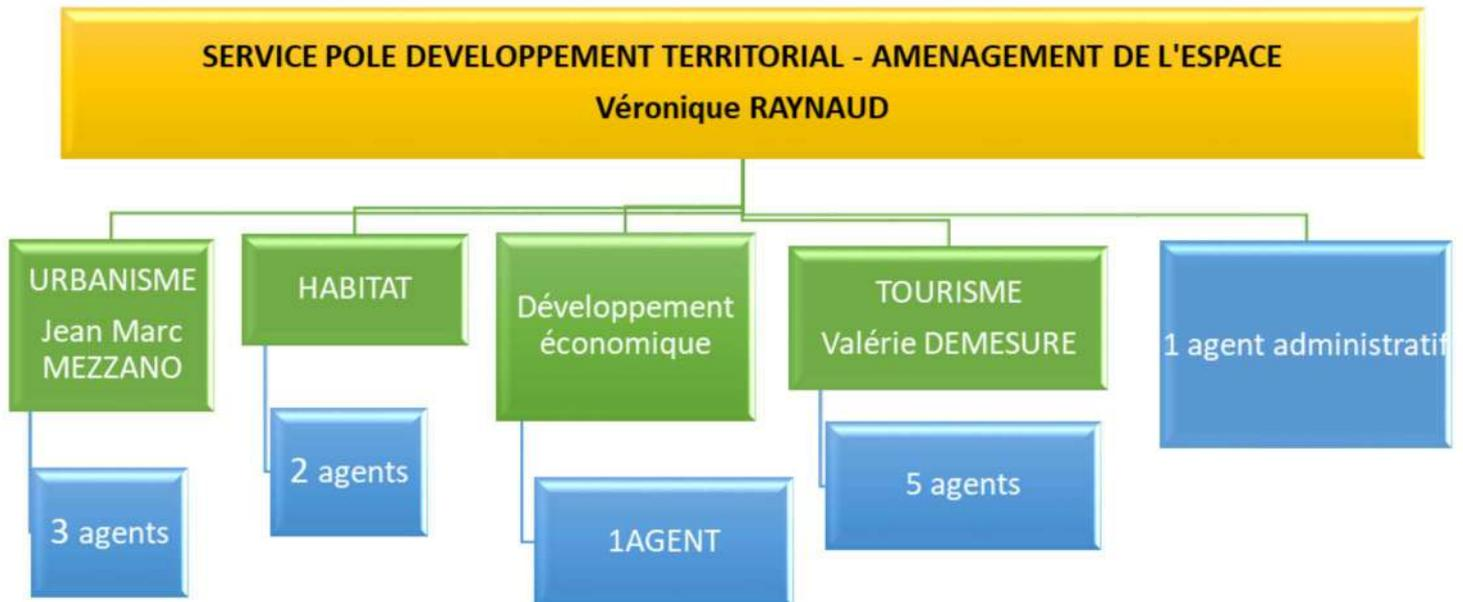 SERVICE POLE DEVELOPPEMENT TERRITORIAL - AMENAGEMENT DE L'ESPACE
Véronique RAYNAUD
URBANISME
Jean Marc
MEZZANO
3 agents
HABITAT
2 agents
Développement
économique
1AGENT
TOURISME
Valérie DEMESURE
5 agents
1 agent administratif